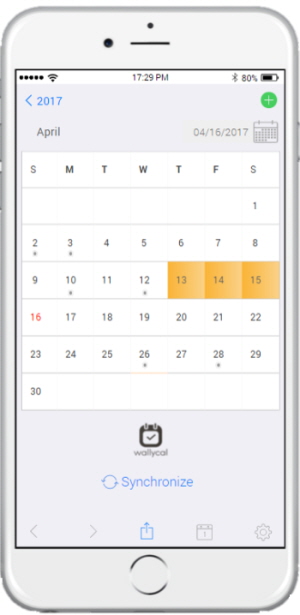 17:29 PM 80%
2017
April 04/16/2017
S M T W T F S
1
2 3 4 5 6 7 8
9 10 11 12 13 14 15
16 17 18 19 20 21 22
23 24 25 26 27 28 29
30
wallycal
Synchronize
1